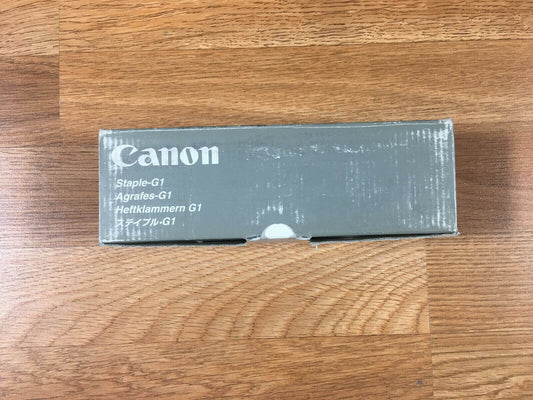 Canon
Staple-G1
Agrafes-G1
Heftklammern G1
ステイプル-G1